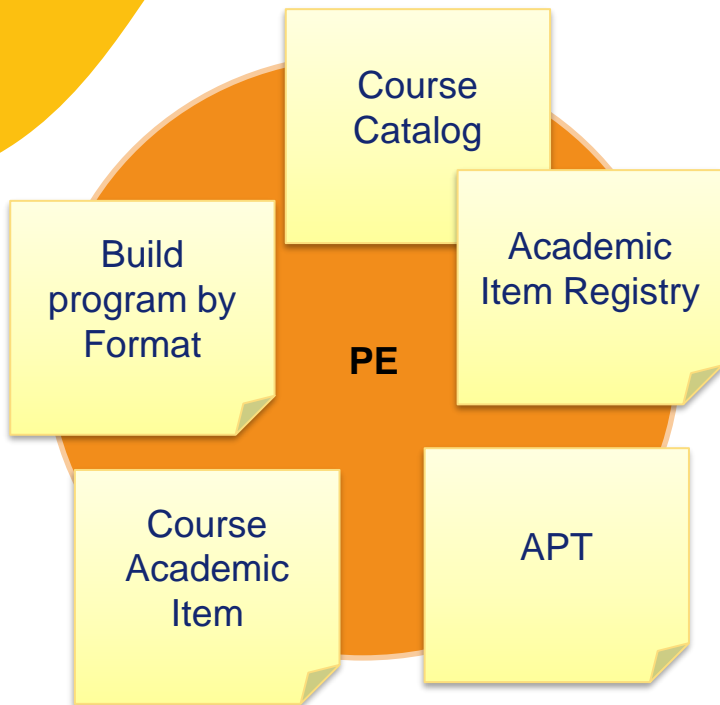 Course
Catalog
Academic
Item Registry
Build
program by
Format
PE
Course
Academic
Item
APT